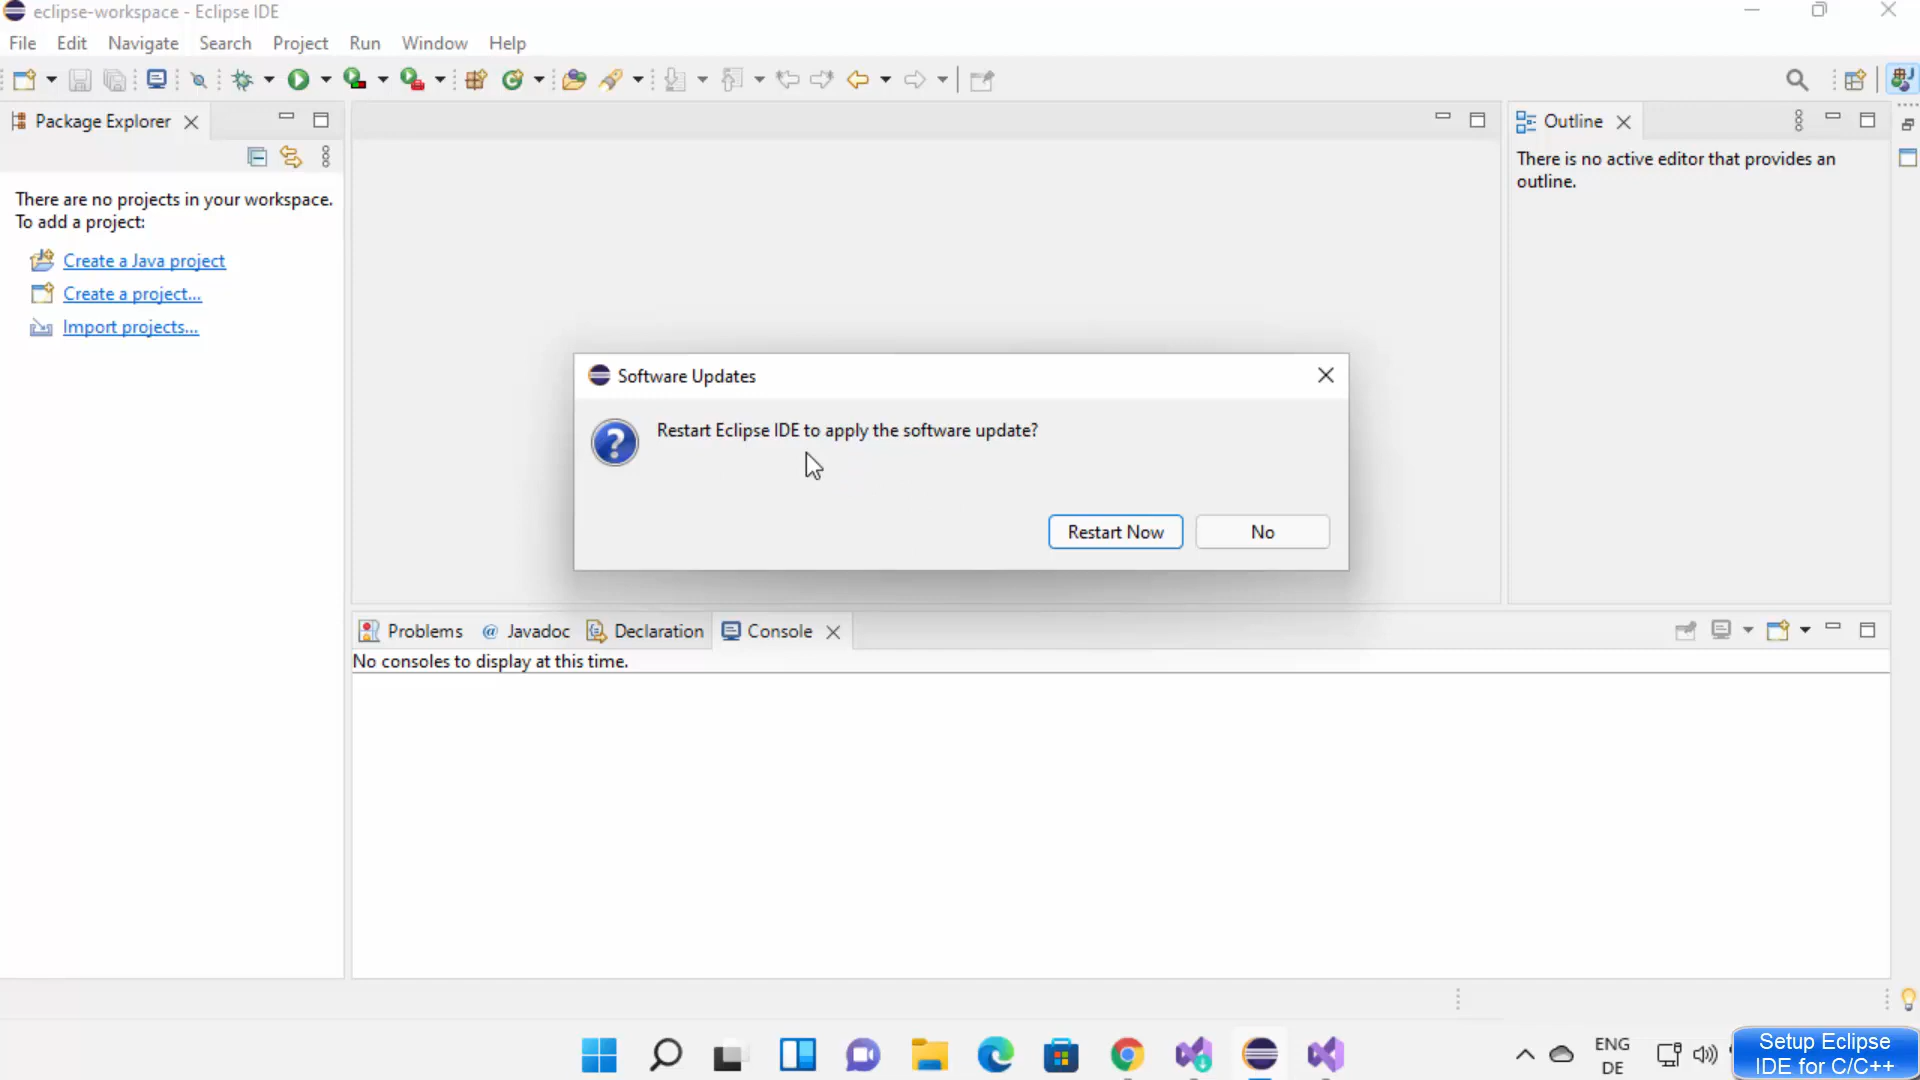 eclipse-workspace - Eclipse IDE
File Edit Navigate Search Project Run Window Help
Package Explorer
Outline
There are no projects in your workspace.
To add a project:
Create a Java project
Create a project...
Import projects...
There is no active editor that provides an
outline.
Software Updates
Restart Eclipse IDE to apply the software update?
Restart Now
No
Problems
@ Javadoc
Declaration
Console
No consoles to display at this time.
ENG
DE
Setup Eclipse
IDE for C/C++